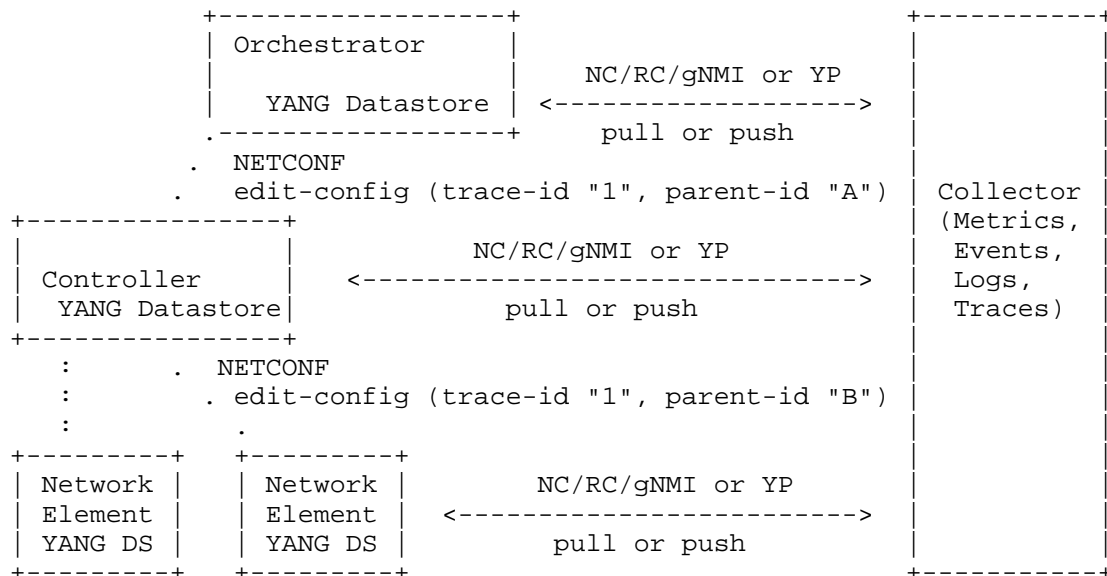 Orchestrator
NC/RC/gNMI or YP
YANG Datastore <------------------->
pull or push
NETCONF
edit-config (trace-id "1", parent-id "A") Collector
(Metrics,
NC/RC/gNMI or YP Events,
Controller <------------------------------> Logs,
YANG Datastore pull or push Traces)
NETCONF
edit-config (trace-id "1", parent-id "B")
Network Network NC/RC/gNMI or YP
Element Element <------------------------->
YANG DS YANG DS pull or push